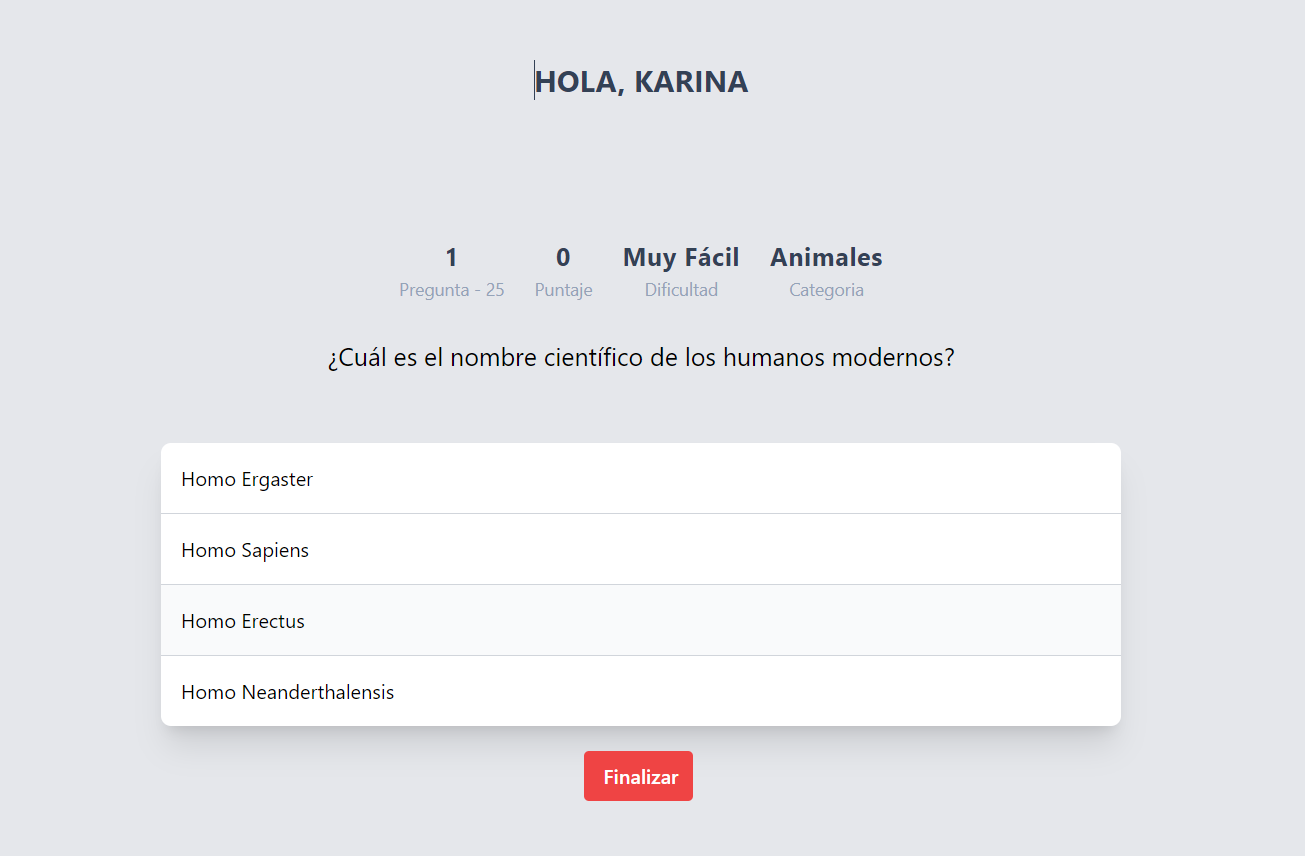 HOLA, KARINA
1 0 Muy Fácil Animales
Pregunta - 25 Puntaje Dificultad Categoria
¿Cuál es el nombre científico de los humanos modernos?
Homo Ergaster
Homo Sapiens
Homo Erectus
Homo Neanderthalensis
Finalizar